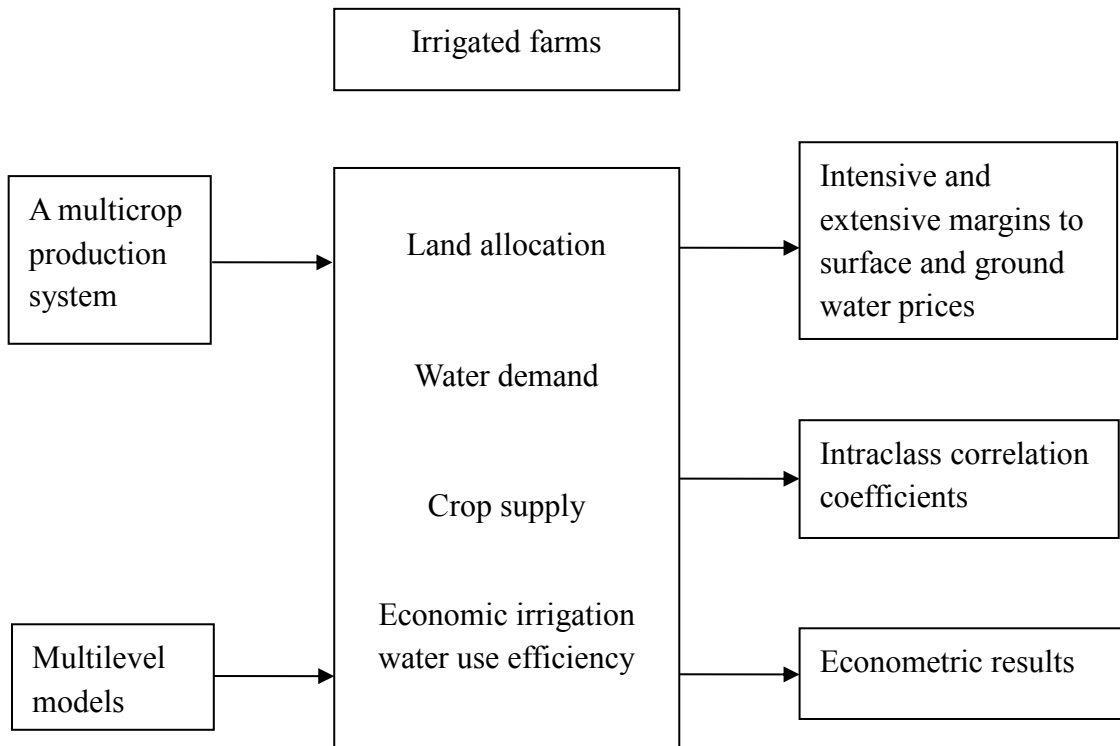 Irrigated farms
A multicrop
production
system
Multilevel
models
Land allocation
Water demand
Crop supply
Economic irrigation
water use efficiency
Intensive and
extensive margins to
surface and ground
water prices
Intraclass correlation
coefficients
Econometric results